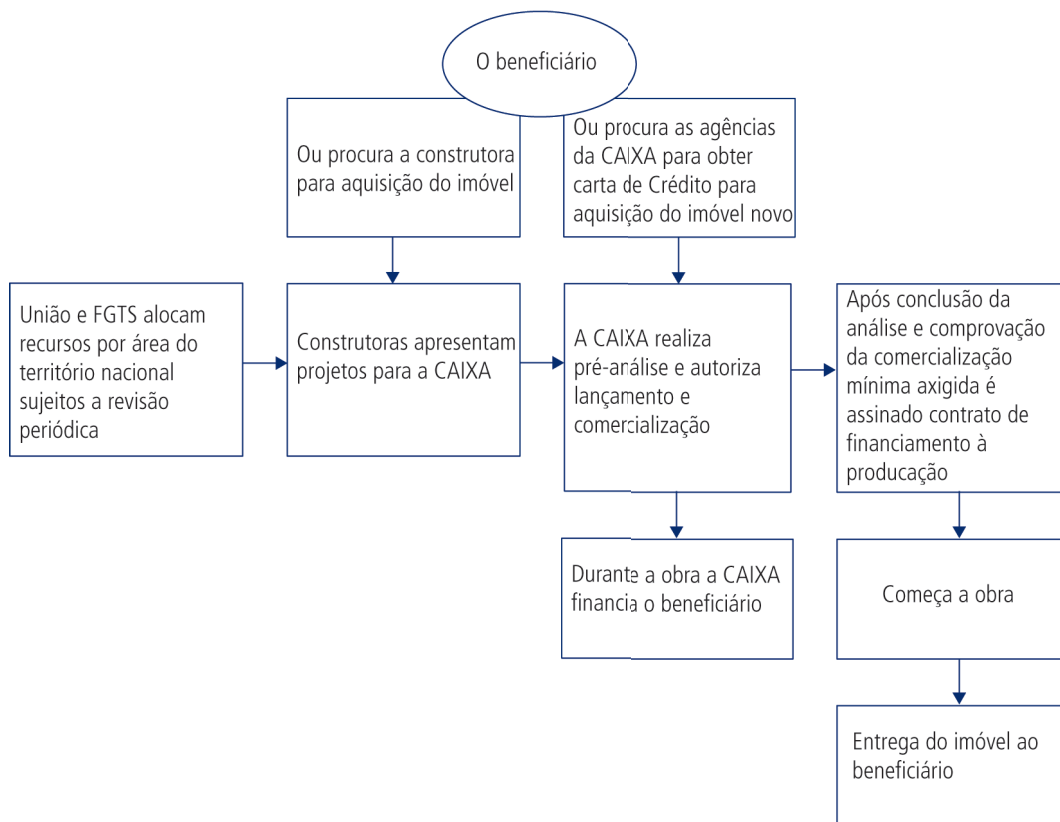 O beneficiário
Ou procura a construtora
para aquisição do imóvel
Ou procura as agências
da CAIXA para obter
carta de Crédito para
aquisição do imóvel novo
União e FGTS alocam
recursos por área do
território nacional
sujeitos a revisão
periódica
Construtoras apresentam
projetos para a CAIXA
A CAIXA realiza
pré-análise e autoriza
lançamento e
comercialização
Após conclusão da
análise e comprovação
da comercialização
mínima axigida é
assinado contrato de
financiamento à
producação
Durante a obra a CAIXA
financia o beneficiário
Começa a obra
Entrega do imóvel ao
beneficiário